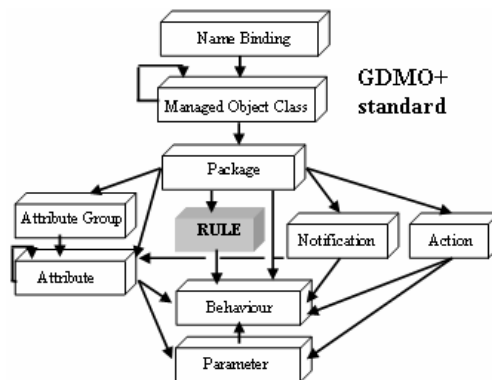 Name Binding
GDMO+
standard
Managed Object Class
Package
Attribute Group
RULE
Notification
Action
Attribute
Behaviour
Parameter